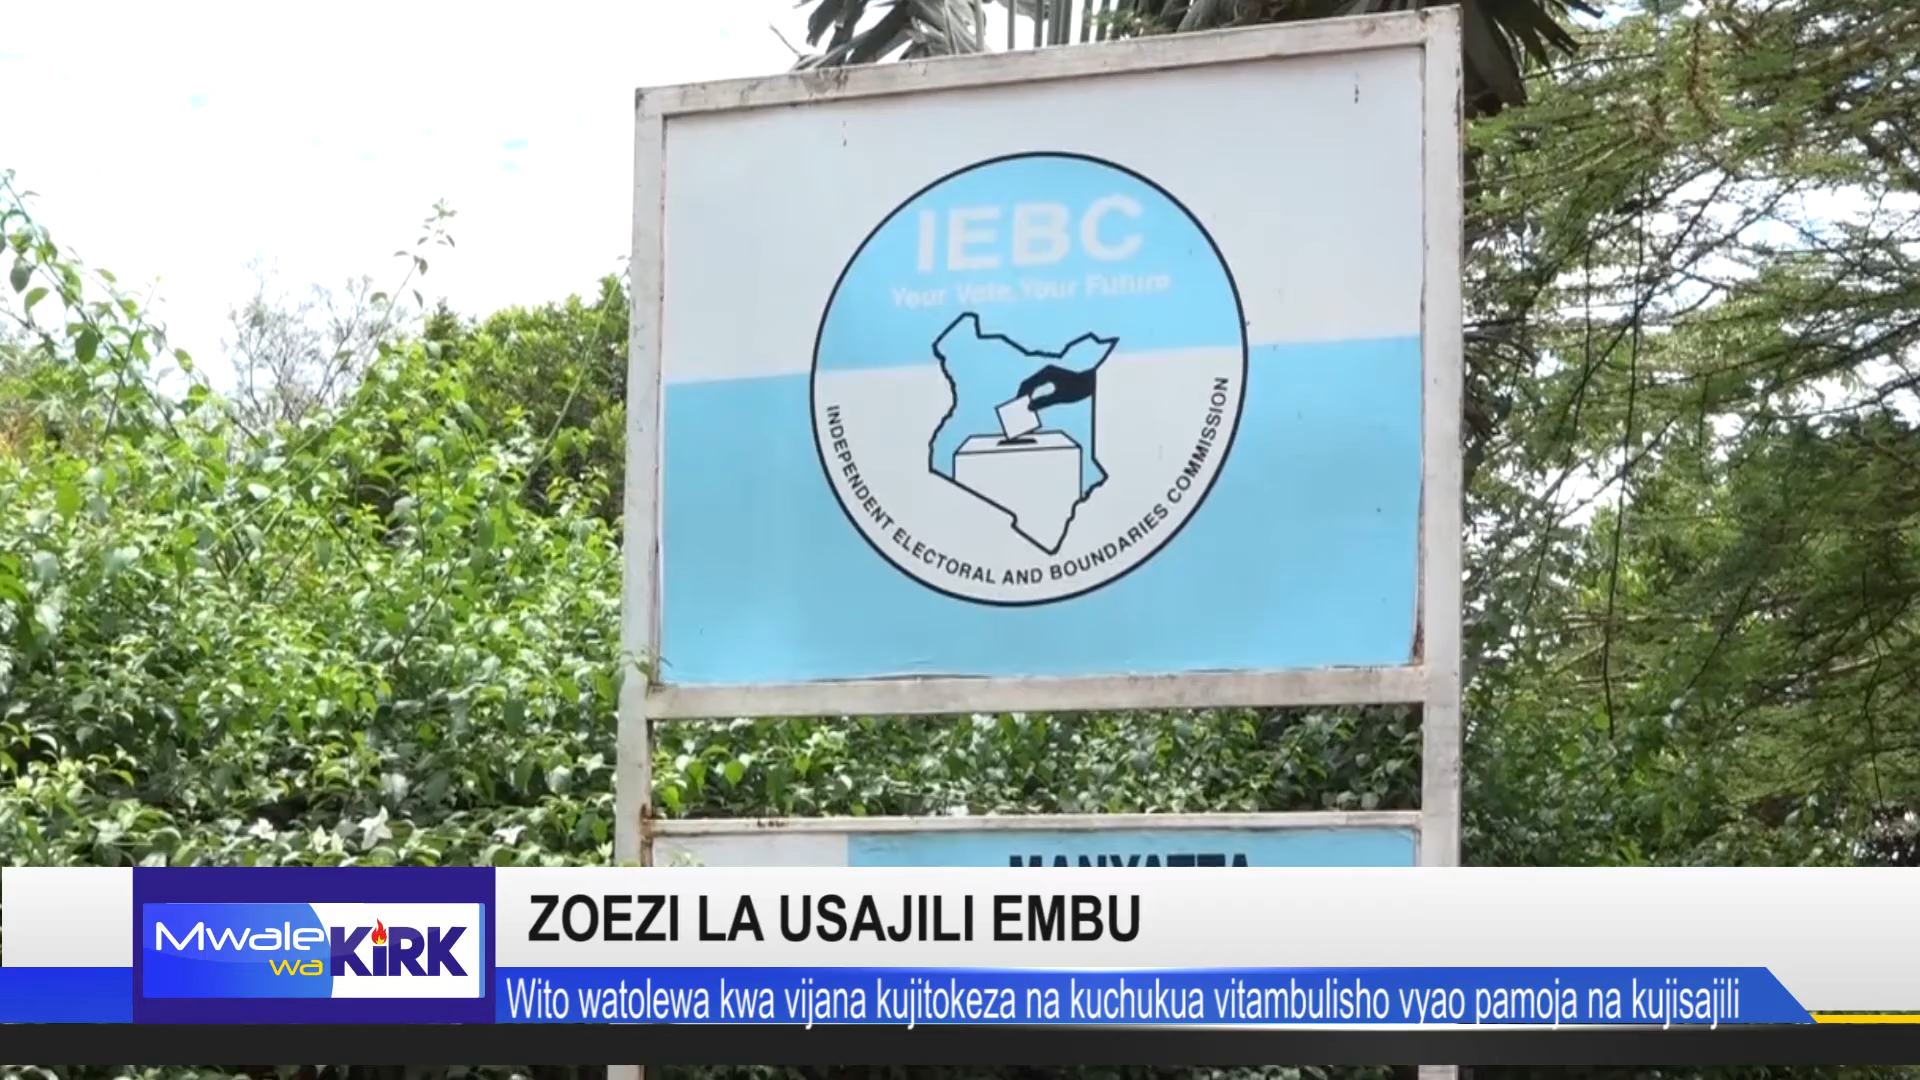 IEBC
Your Vote, Your Future
INDEPENDENT ELECTORAL AND BOUNDARIES COMMISSION
MANYATTA
Mwale
wa
KIRK
ZOEZI LA USAJILI EMBU
Wito watolewa kwa vijana kujitokeza na kuchukua vitambulisho vyao pamoja na kujisajili